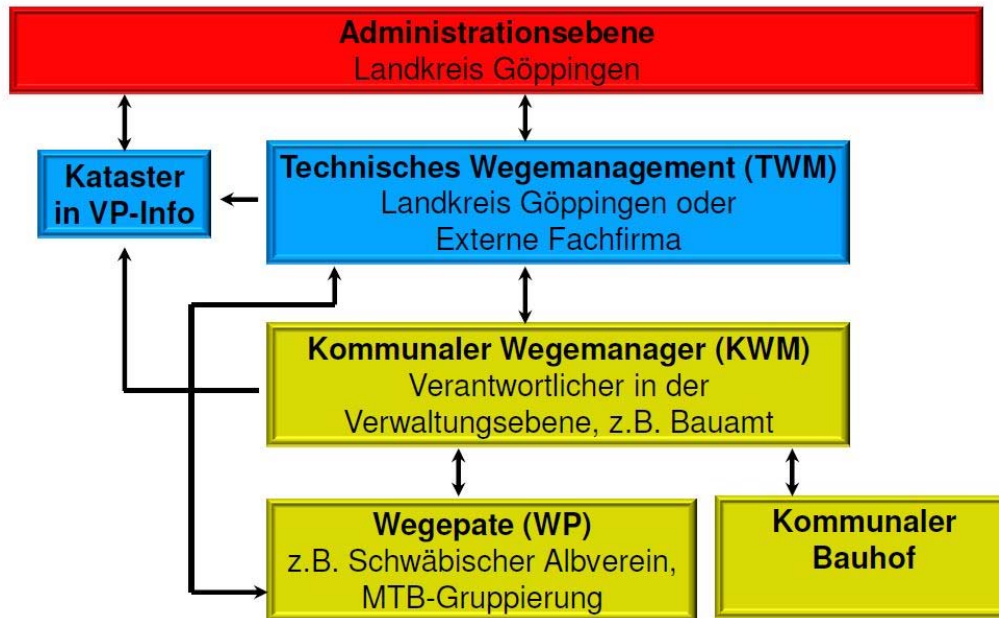 Administrationsebene
Landkreis Göppingen
Kataster
in VP-Info
Technisches Wegemanagement (TWM)
Landkreis Göppingen oder
Externe Fachfirma
Kommunaler Wegemanager (KWM)
Verantwortlicher in der
Verwaltungsebene, z.B. Bauamt
Wegepate (WP)
z.B. Schwäbischer Albverein,
MTB-Gruppierung
Kommunaler
Bauhof